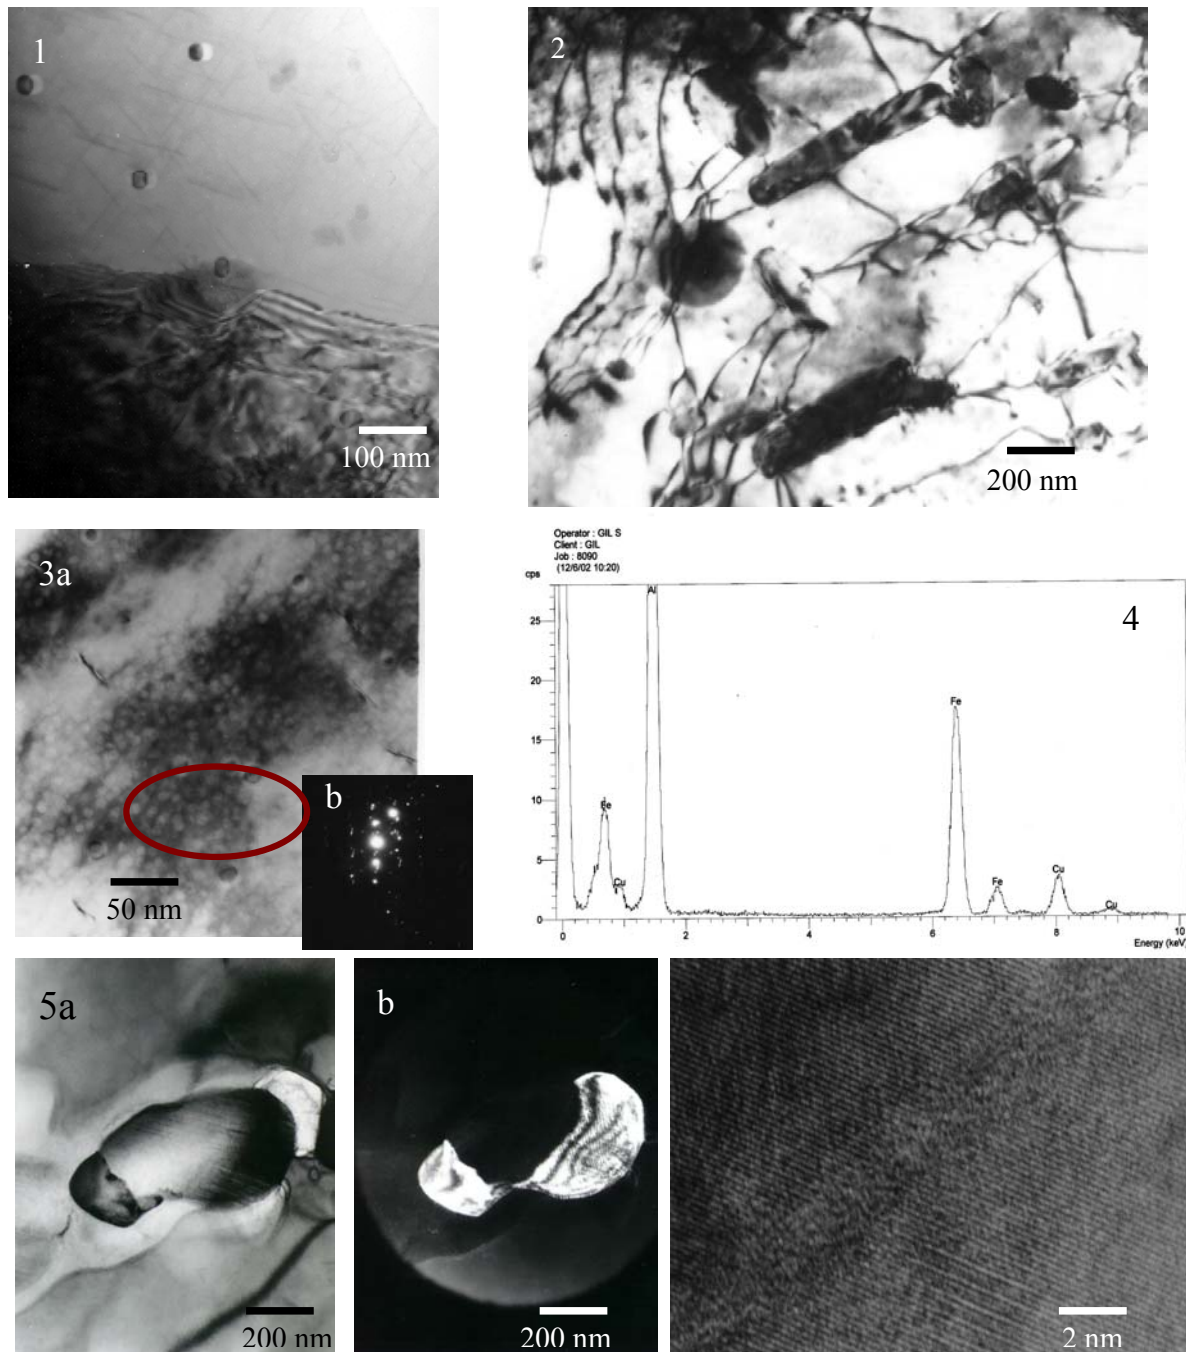 1
100 nm
2
200 nm
3a
50 nm
b
Operator : GIL S
Client : GIL
Job : 8090
(12/6/02 10:20)
cps
25
20
15
10
5
0
Al
Fe
Cu
Fe
Fe
Cu
Cu
4
0
2
4
6
8
10
Energy (keV)
5a
200 nm
b
200 nm
2 nm